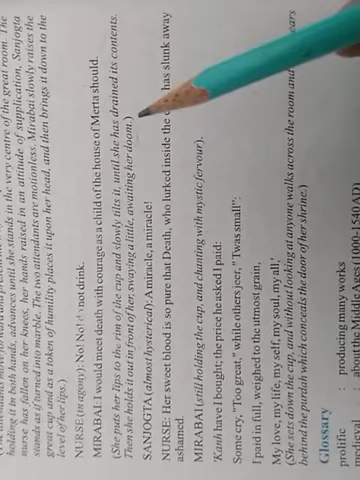 holding it in both hands, advances until she stands in the very centre of the great room. The
nurse has fallen on her knees, her hands raised in an attitude of supplication, Sanjogta
stands as if turned into marble. The two attendants are motionless. Mirabai slowly raises the
great cup and as a token of humility places it upon her head, and then brings it down to the
level of her lips.)
NURSE (in agony): No! No! do not drink.
MIRABAI: I would meet death with courage as a child of the house of Merta should.
(She puts her lips to the rim of the cup and slowly tilts it, until she has drained its contents.
Then she holds it out in front of her, swaying a little, awaiting her doom.)
SANJOGTA (almost hysterical): A miracle, a miracle!
NURSE: Her sweet blood is so pure that Death, who lurked inside the has slunk away
ashamed.
MIRABAI (still holding the cup, and chanting with mystic fervour).
'Kanh have I bought; the price he asked I paid:
Some cry, "Too great," while others jeer, "Twas small":
I paid in full, weighed to the utmost grain,
My love, my life, my self, my soul, my all.'
(She sets down the cup, and without looking at anyone walks across the room and
behind the purdah which conceals the door of her shrine.)
Glossary
prolific : producing many works
medieval about the Middle Ages (1000-1540AD)